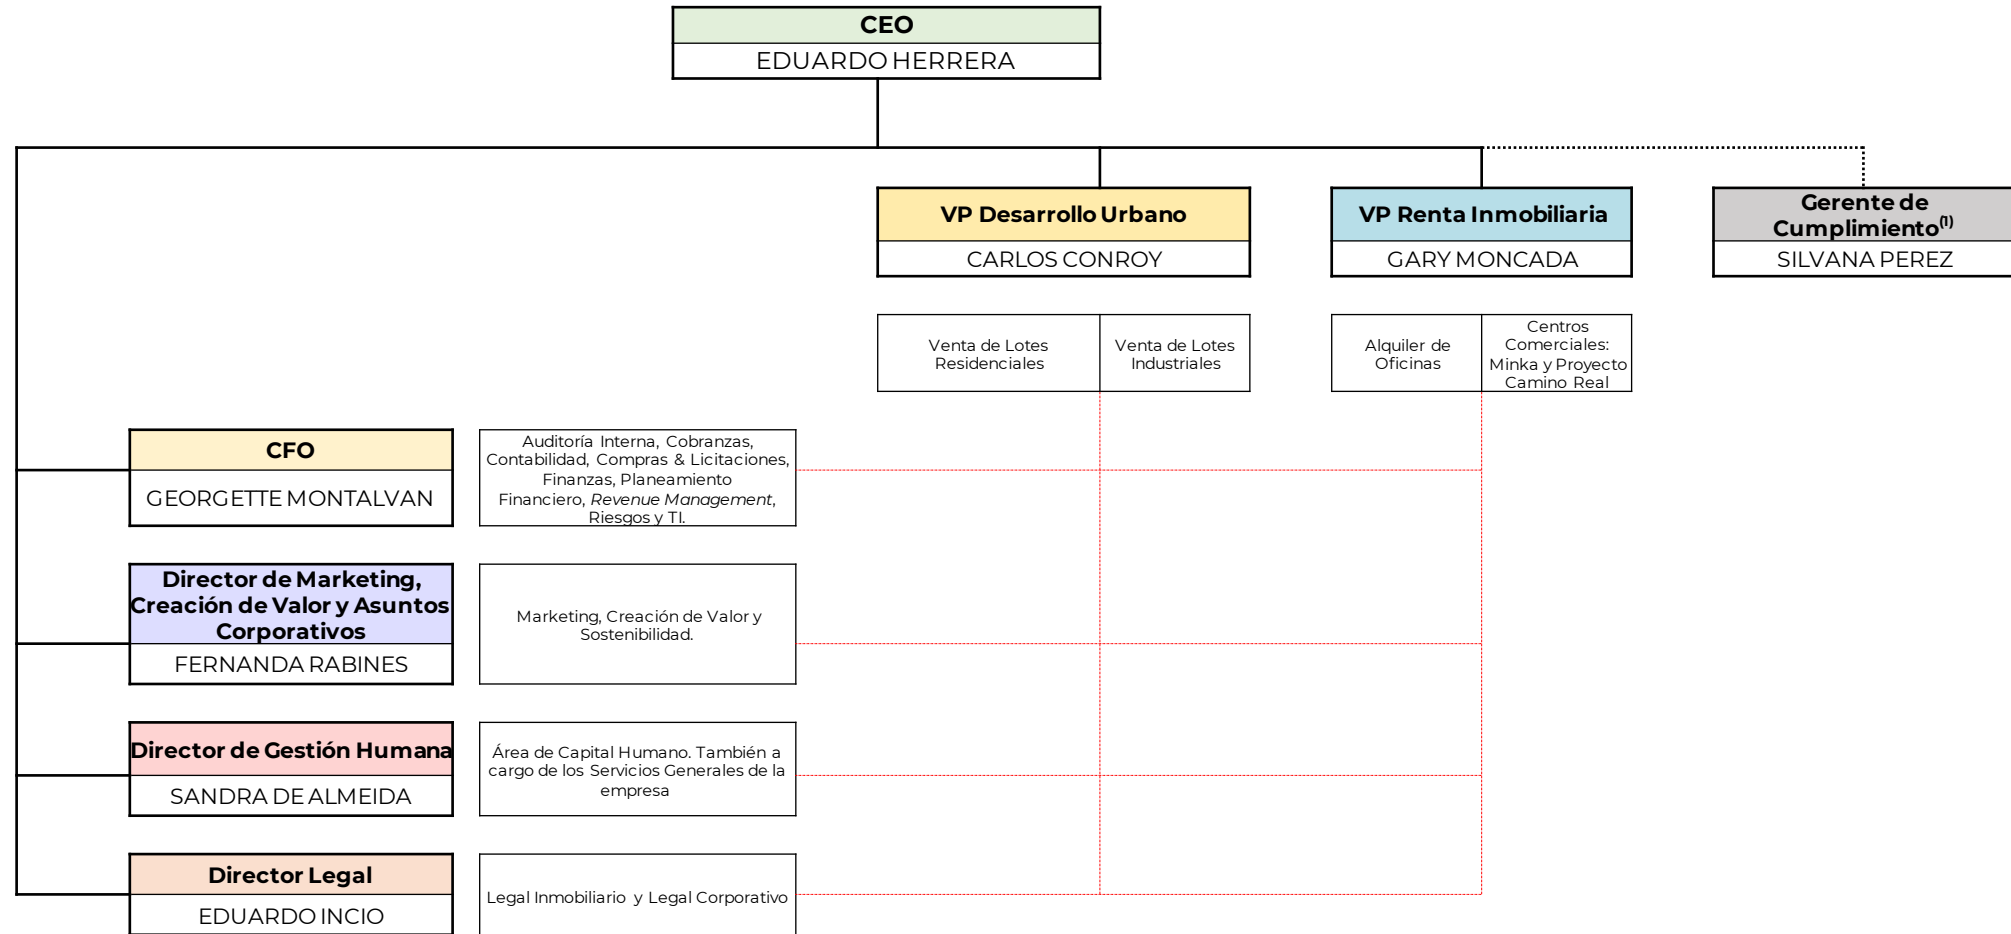 CEO
EDUARDO HERRERA
VP Desarrollo Urbano
CARLOS CONROY
VP Renta Inmobiliaria
GARY MONCADA
Gerente de
Cumplimiento(1)
SILVANA PEREZ
Venta de Lotes
Residenciales
Venta de Lotes
Industriales
Alquiler de
Oficinas
Centros
Comerciales:
Minka y Proyecto
Camino Real
CFO
GEORGETTE MONTALVAN
Auditoría Interna, Cobranzas,
Contabilidad, Compras & Licitaciones,
Finanzas, Planeamiento
Financiero, Revenue Management,
Riesgos y TI.
Director de Marketing,
Creación de Valor y Asuntos
Corporativos
FERNANDA RABINES
Marketing, Creación de Valor y
Sostenibilidad.
Director de Gestión Humana
SANDRA DE ALMEIDA
Área de Capital Humano. También a
cargo de los Servicios Generales de la
empresa
Director Legal
EDUARDO INCIO
Legal Inmobiliario y Legal Corporativo